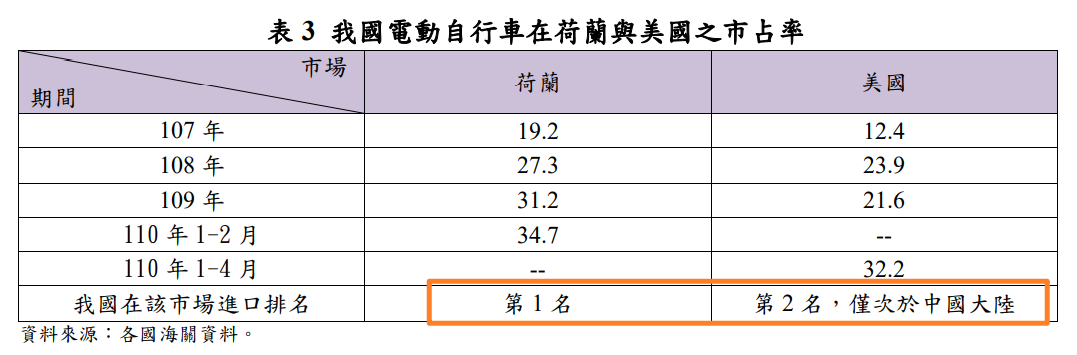 表 3 我國電動自行車在荷蘭與美國之市占率
市場
期間 荷蘭 美國
107 年 19.2 12.4
108 年 27.3 23.9
109 年 31.2 21.6
110 年 1-2 月 34.7 --
110 年 1-4 月 -- 32.2
我國在該市場進口排名 第 1 名 第 2 名，僅次於中國大陸
資料來源：各國海關資料。